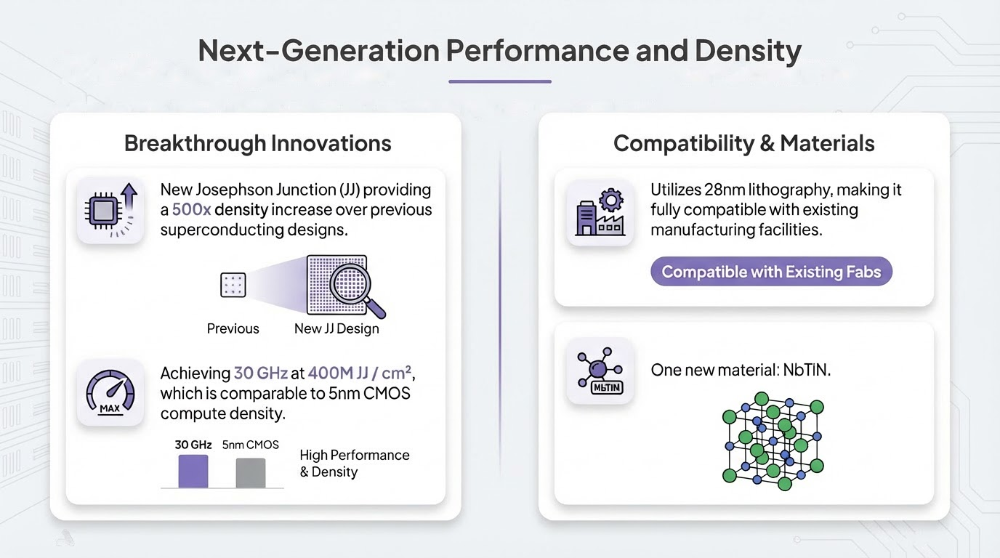 Next-Generation Performance and Density
Breakthrough Innovations
New Josephson Junction (JJ) providing
a 500x density increase over previous
superconducting designs.
Previous
New JJ Design
MAX
Achieving 30 GHz at 400M JJ / cm²,
which is comparable to 5nm CMOS
compute density.
30 GHz
5nm CMOS
High Performance
& Density
Compatibility & Materials
Utilizes 28nm lithography, making it
fully compatible with existing
manufacturing facilities.
Compatible with Existing Fabs
MbTIN
One new material: NbTiN.